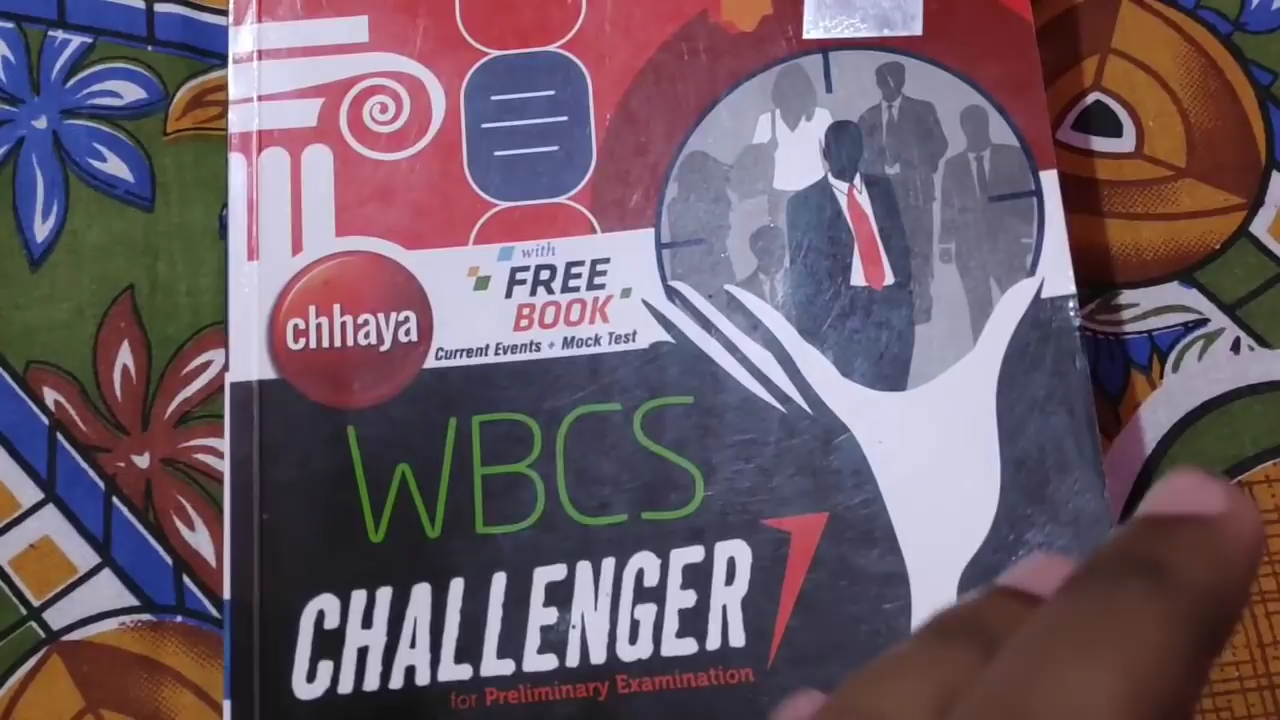 with
FREE
BOOK
chhaya
Current Events + Mock Test
WBCS
CHALLENGER
for Preliminary Examination